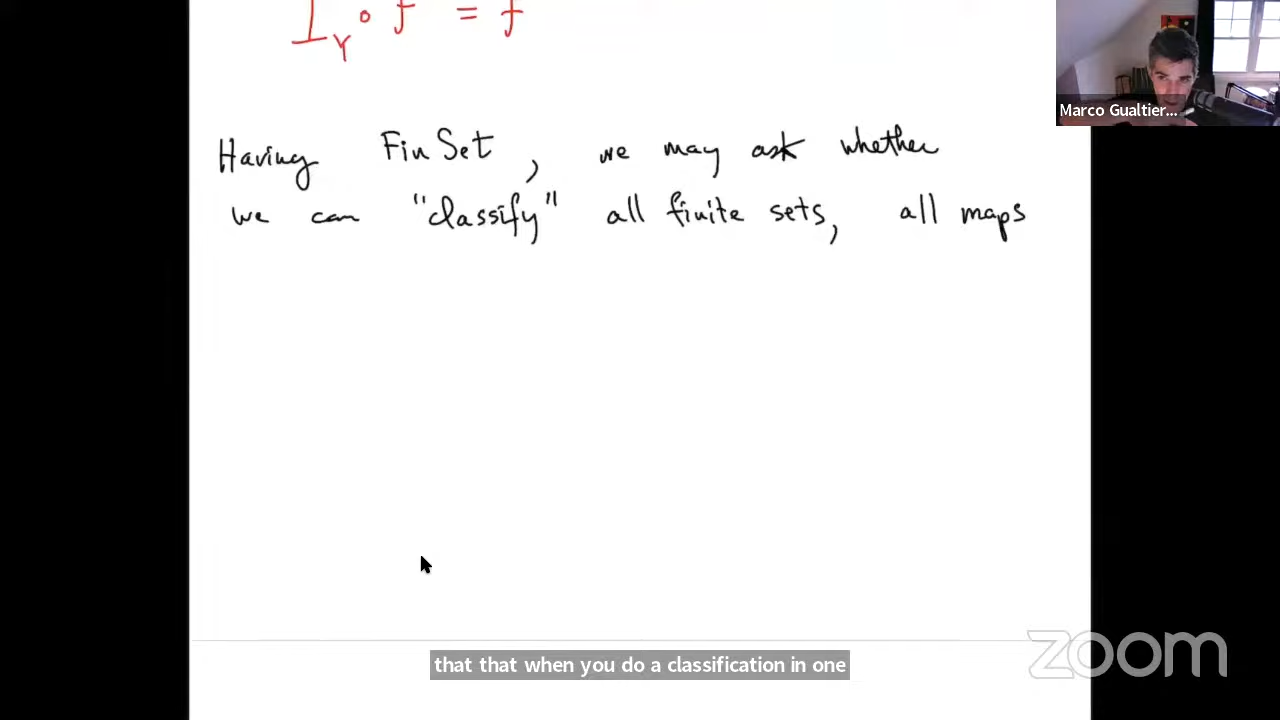 I_Y ∘ f = f
Marco Gualtier...
Having FinSet, we may ask whether
we can "classify" all finite sets, all maps
that that when you do a classification in one
zoom